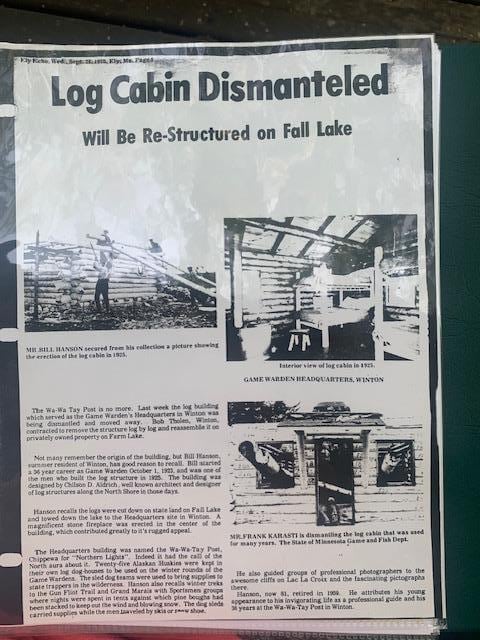 Ely Echo, Wed., Sept. 24, 1975, Ely, Mn. Page
Log Cabin Dismanteled
Will Be Re-Structured on Fall Lake
MR. BILL HANSON secured from his collection a picture showing
the erection of the log cabin in 1925.
Interior view of log cabin in 1925.
GAME WARDEN HEADQUARTERS, WINTON
The Wa-Wa Tay Post is no more. Last week the log building
which served as the Game Warden's Headquarters in Winton was
being dismantled and moved away. Bob Tholen, Winton,
contracted to remove the structure log by log and reassemble it on
privately owned property on Farm Lake.
Not many remember the origin of the building, but Bill Hanson,
summer resident of Winton, has good reason to recall. Bill started
a 36 year career as Game Warden October 1, 1923, and was one of
the men who built the log structure in 1925. The building was
designed by Chilson D. Aldrich, well known architect and designer
of log structures along the North Shore in those days.
Hanson recalls the logs were cut down on state land on Fall Lake
and towed down the lake to the Headquarters site in Winton. A
magnificent stone fireplace was erected in the center of the
building, which contributed greatly to it's rugged appeal.
The Headquarters building was named the Wa-Wa-Tay Post,
Chippewa for "Northern Lights". Indeed it had the call of the
North aura about it. Twenty-five Alaskan Huskies were kept in
their own log dog-houses to be used on the winter rounds of the
Game Wardens. The sled dog teams were used to bring supplies to
state trappers in the wilderness. Hanson also recalls winter treks
to the Gun Flint Trail and Grand Marais with Sportsmen groups
where nights were spent in tents against which pine boughs had
been stacked to keep out the wind and blowing snow. The dog sleds
carried supplies while the men traveled by skis or snow shoe.
MR. FRANK KARASTI is dismantling the log cabin that was used
for many years. The State of Minnesota Game and Fish Dept.
He also guided groups of professional photographers to the
awesome cliffs on Lac La Croix and the fascinating pictographs
there.
Hanson, now 81, retired in 1959. He attributes his young
appearance to his invigorating life as a professional guide and his
36 years at the Wa-Wa-Tay Post in Winton.